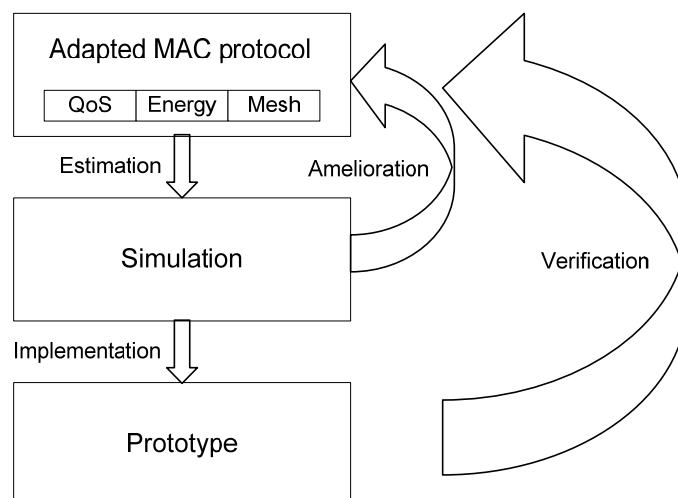 Adapted MAC protocol
QoS Energy Mesh
Estimation
Amelioration
Simulation
Verification
Implementation
Prototype